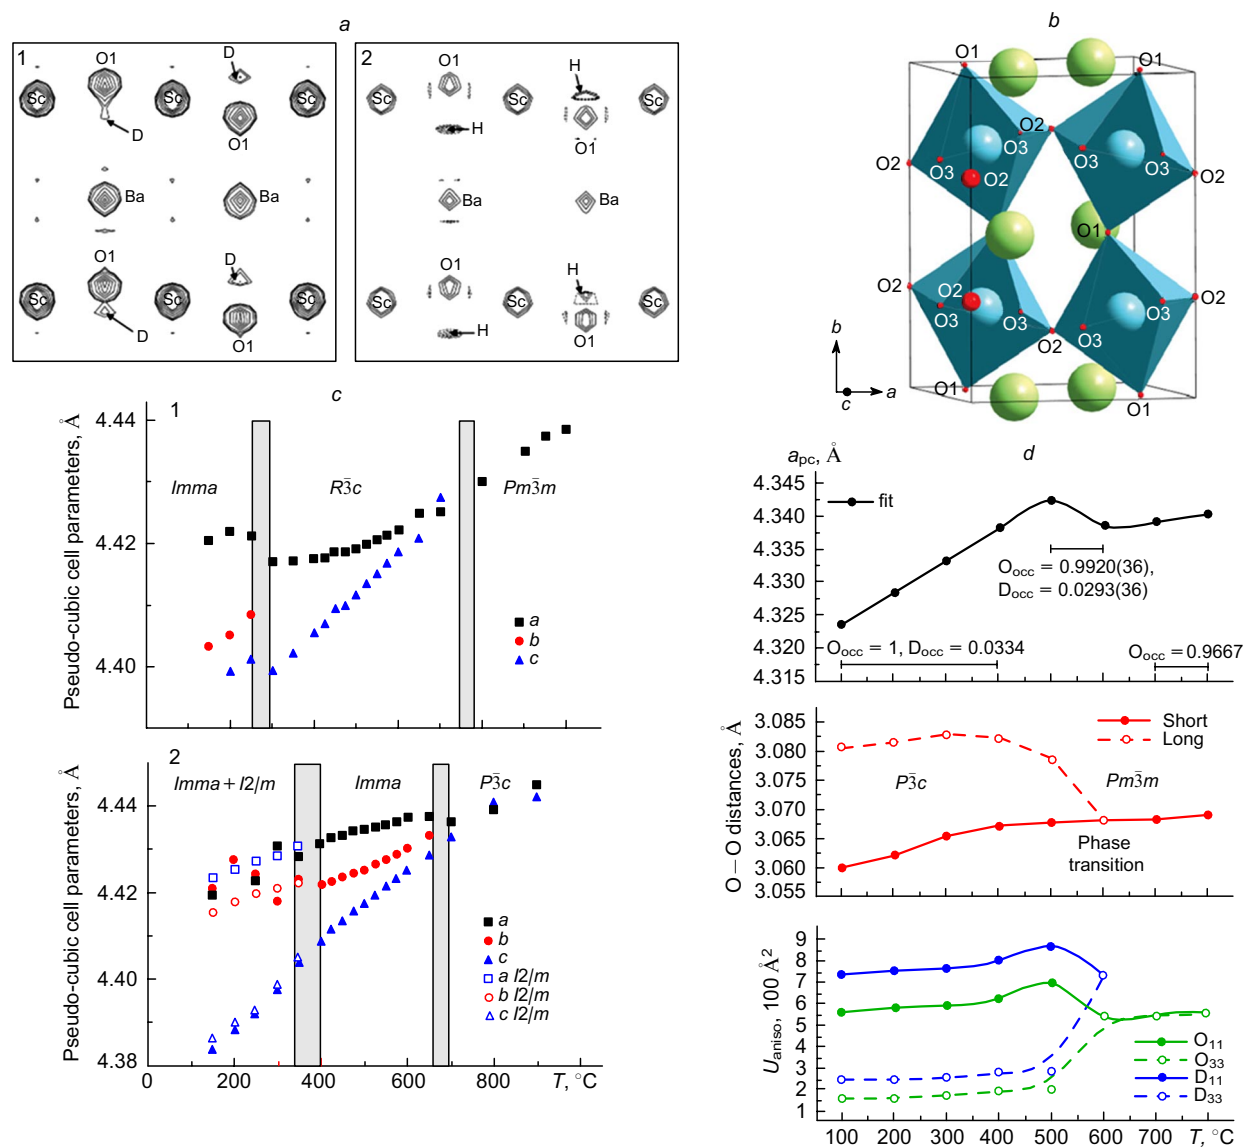 a
1
O1
D
Sc
Sc
Sc
D
O1
Ba
Ba
O1
D
Sc
Sc
Sc
D
O1
2
O1
H
Sc
Sc
Sc
H
O1
Ba
Ba
O1
H
Sc
Sc
Sc
H
O1
b
O1
O1
O2
O3
O3
O3
O3
O2
O2
O2
O1
O2
O2
O2
O3
O3
O3
O3
O2
O1
O1
b
c
a
c
Pseudo-cubic cell parameters, Å
1
4.44
4.42
4.40
Imma
R3̄c
Pm3̄m
a
b
c
Pseudo-cubic cell parameters, Å
2
4.44
4.42
4.40
4.38
Imma + I2/m
Imma
P3̄c
a
b
c
a I2/m
b I2/m
c I2/m
0 200 400 600 800 T, °C
d
a_pc, Å
4.345
4.340
4.335
4.330
4.325
4.320
4.315
fit
O_occ = 0.9920(36),
D_occ = 0.0293(36)
O_occ = 1, D_occ = 0.0334
O_occ = 0.9667
O – O distances, Å
3.085
3.080
3.075
3.070
3.065
3.060
3.055
Short
Long
P3̄c
Pm3̄m
Phase
transition
U_aniso, 100 Å²
9
8
7
6
5
4
3
2
1
O₁₁
O₃₃
D₁₁
D₃₃
100 200 300 400 500 600 700 T, °C